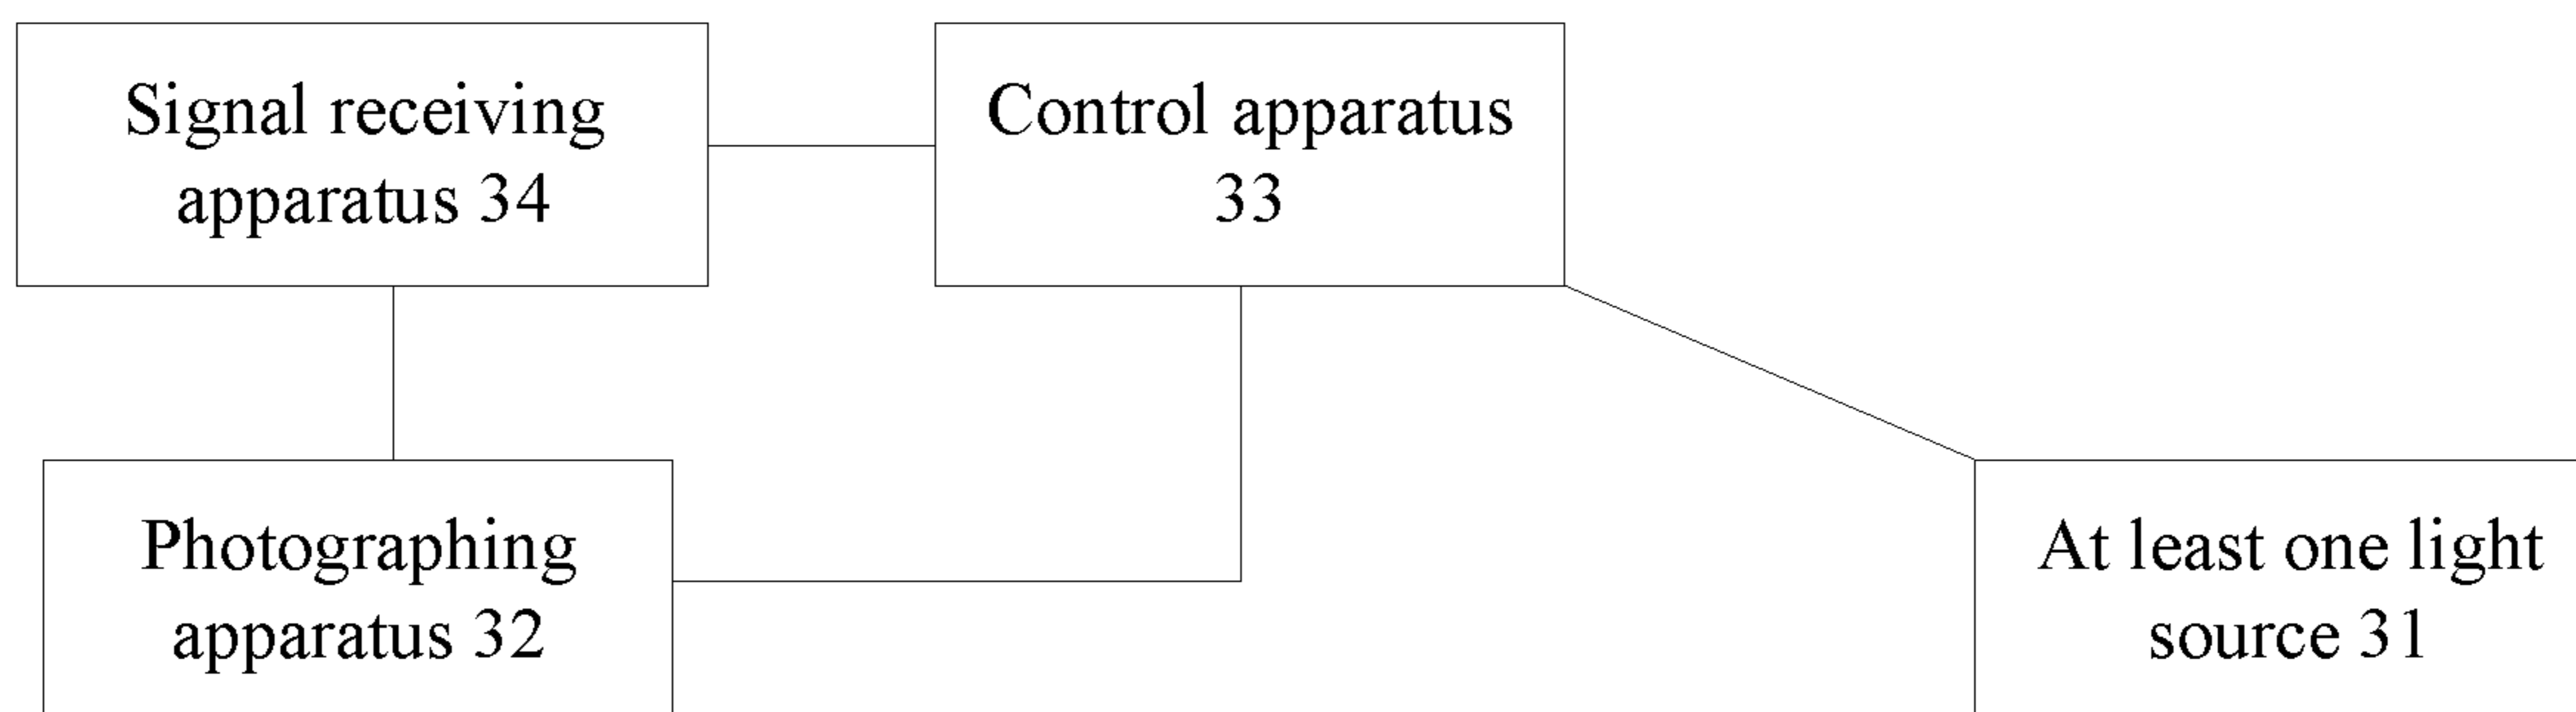 Signal receiving
apparatus 34
Control apparatus
33
Photographing
apparatus 32
At least one light
source 31